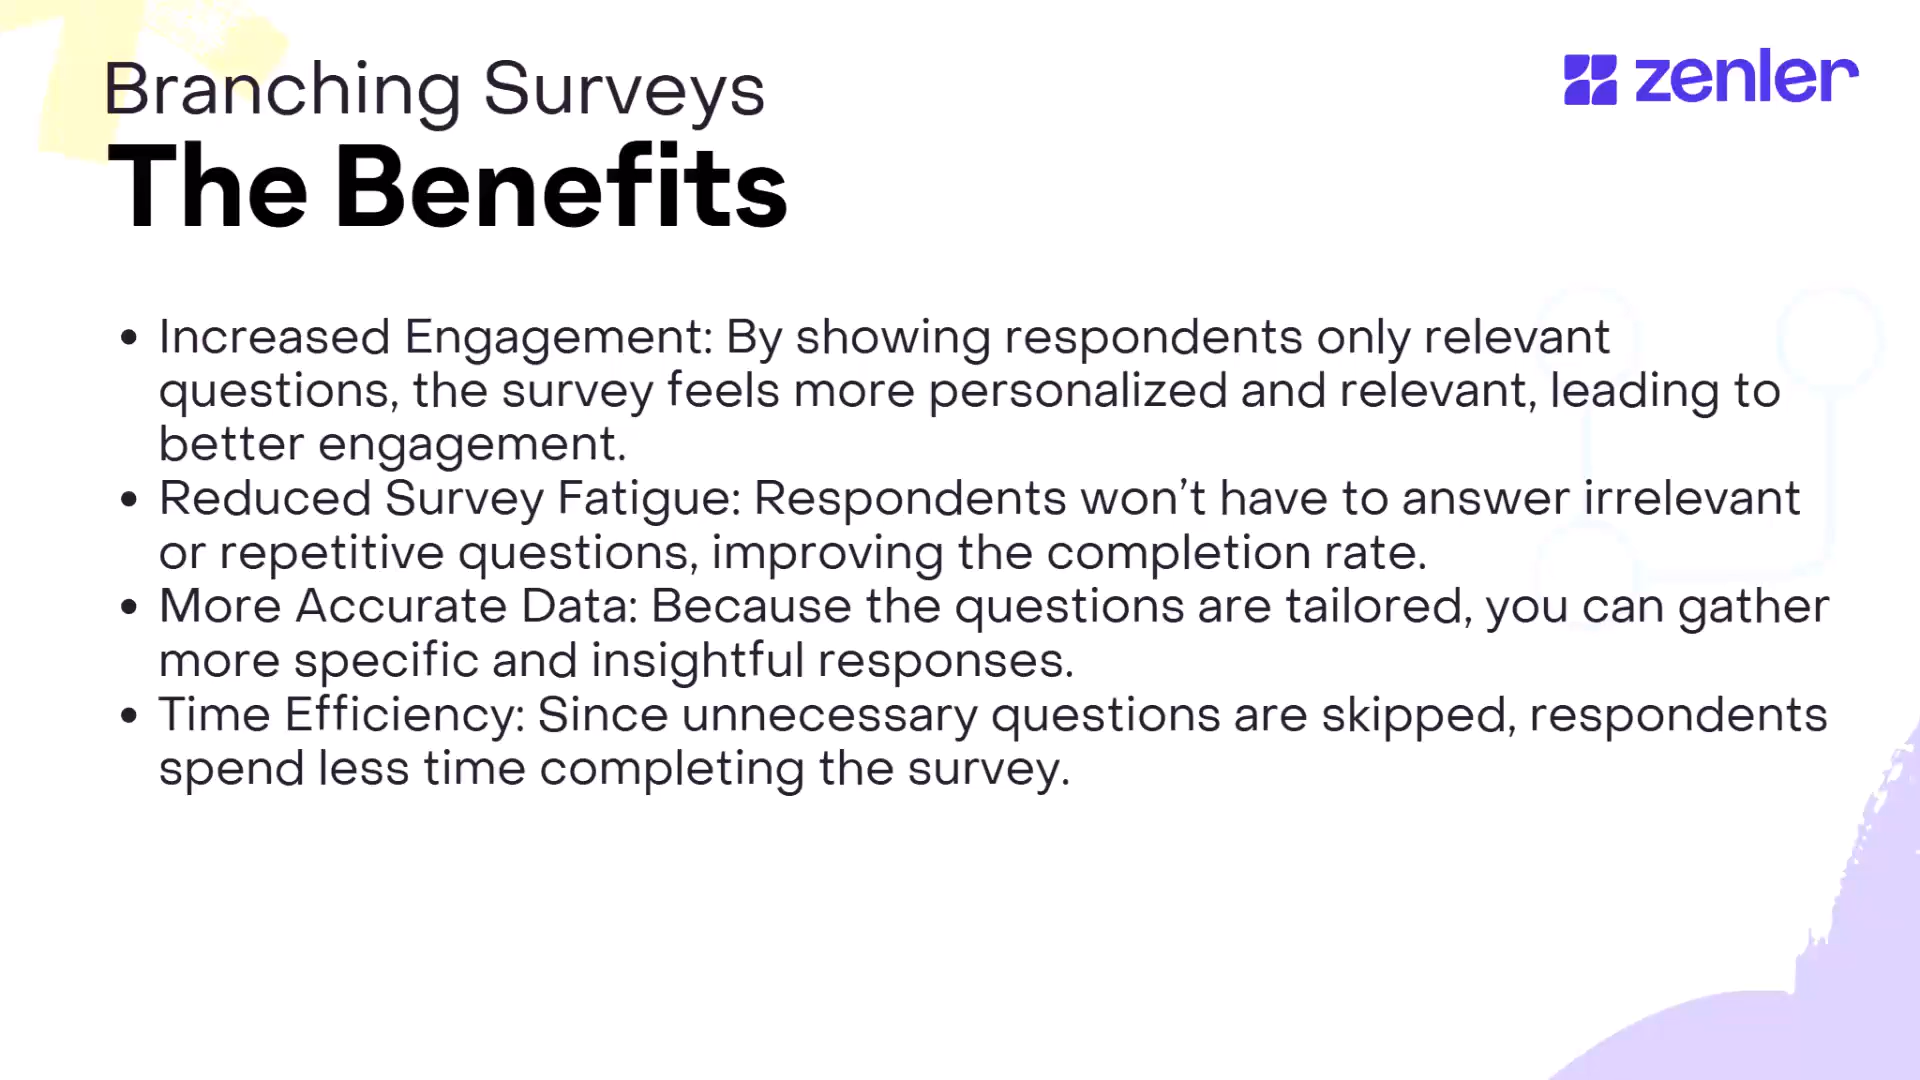 Branching Surveys
zenler
The Benefits
• Increased Engagement: By showing respondents only relevant
questions, the survey feels more personalized and relevant, leading to
better engagement.
• Reduced Survey Fatigue: Respondents won’t have to answer irrelevant
or repetitive questions, improving the completion rate.
• More Accurate Data: Because the questions are tailored, you can gather
more specific and insightful responses.
• Time Efficiency: Since unnecessary questions are skipped, respondents
spend less time completing the survey.